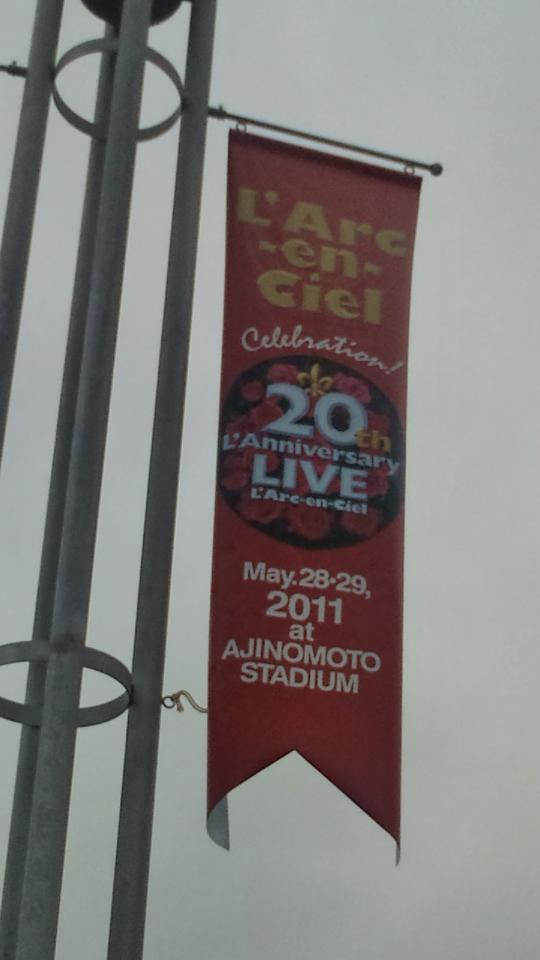 L'Arc
~en~
Ciel
Celebration!
20th
L'Anniversary
LIVE
L'Arc~en~Ciel
May.28·29,
2011
at
AJINOMOTO
STADIUM